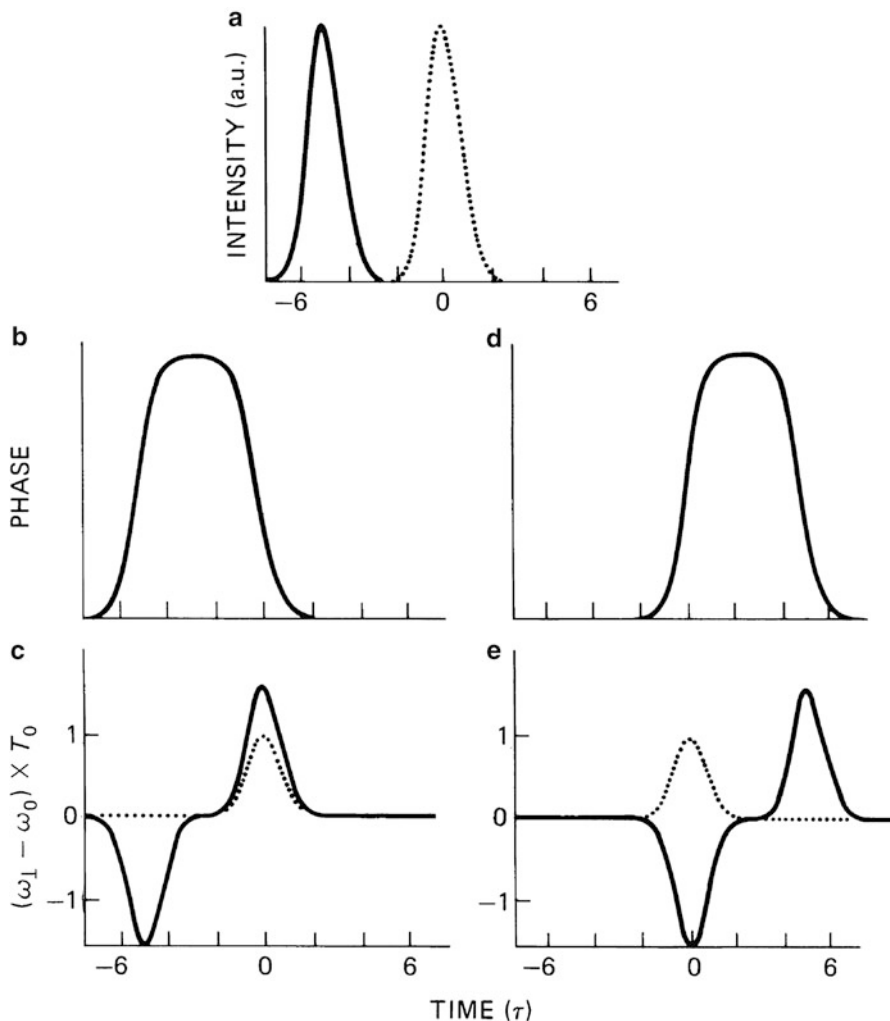 a
INTENSITY (a.u.)
−6 0 6
b
d
PHASE
c
e
(ω⊥ − ω0) × T0
1
0
−1
1
0
−1
−6 0 6
−6 0 6
TIME (τ)